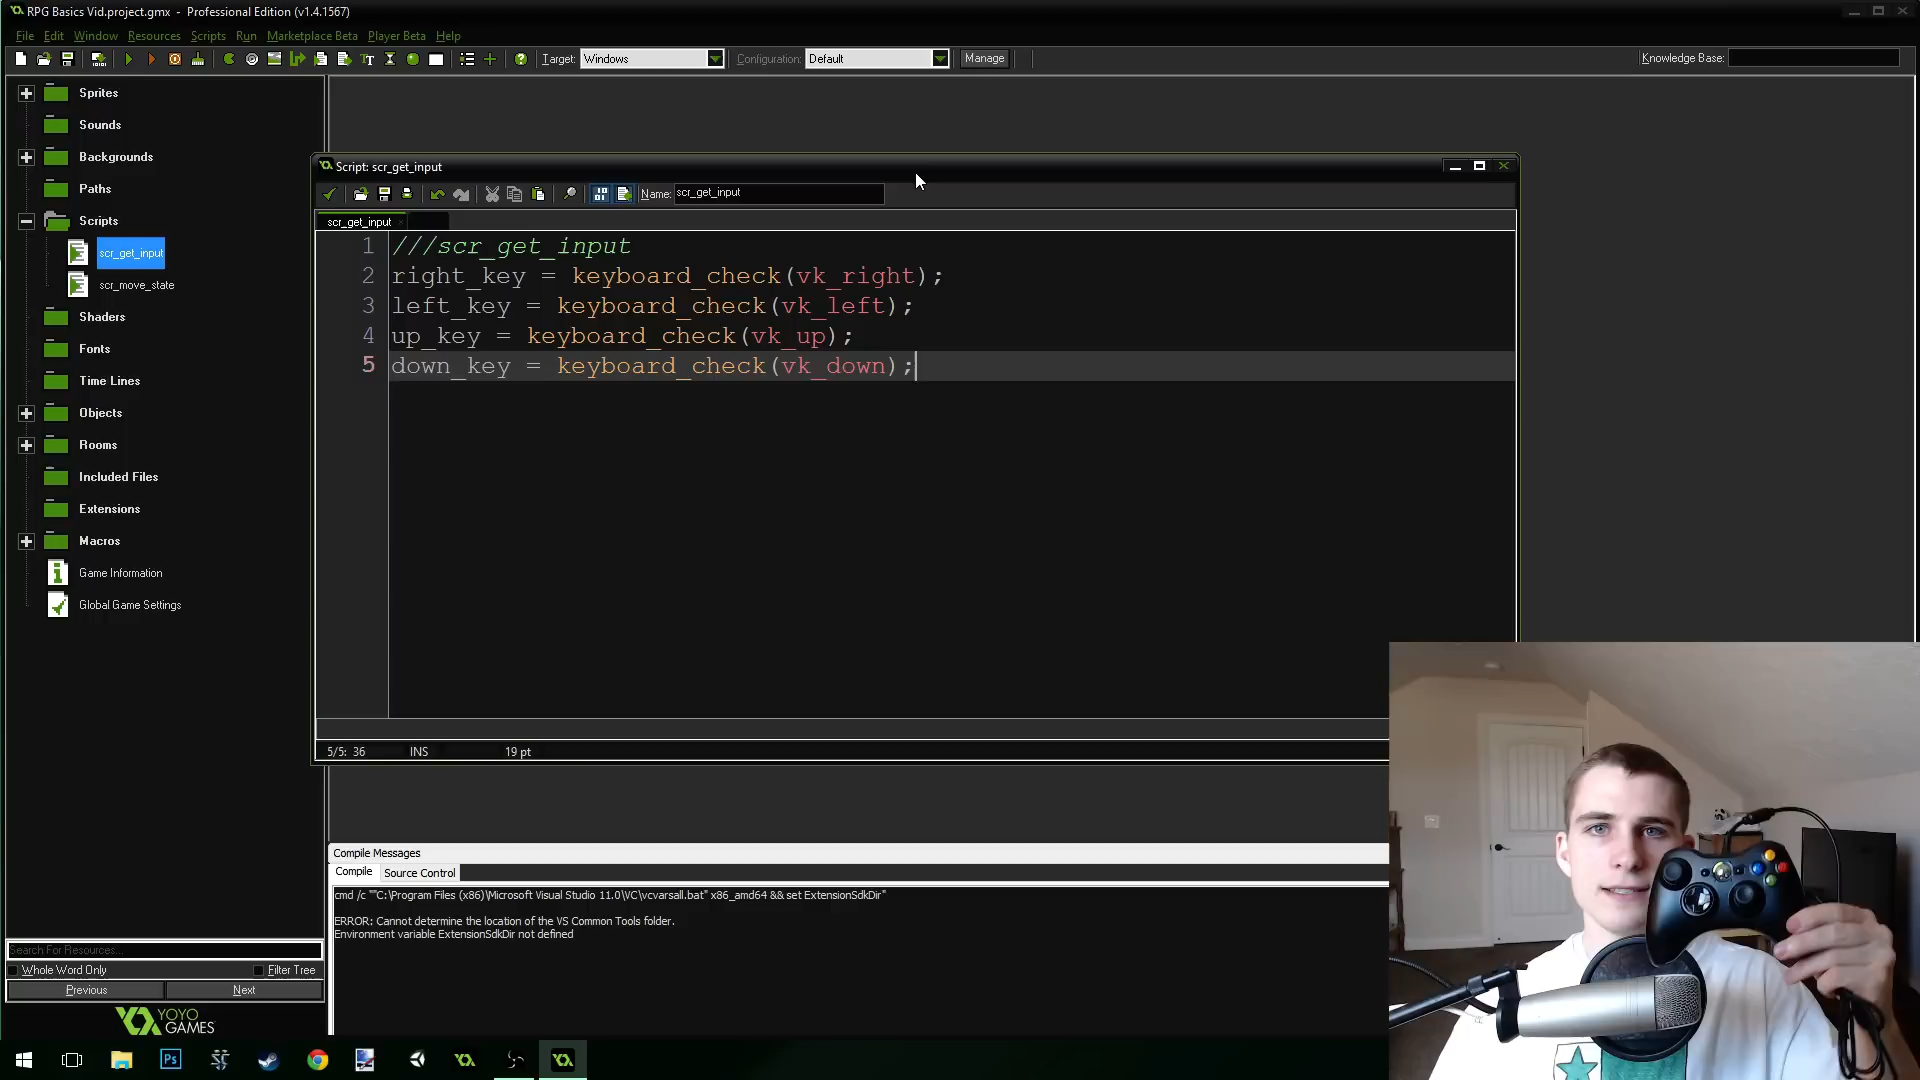 RPG Basics Vid.project.gmx - Professional Edition (v1.4.1567)
File Edit Window Resources Scripts Run Marketplace Beta Player Beta Help
Target: Windows Configuration: Default Manage Knowledge Base:
Sprites
Sounds
Backgrounds
Paths
Scripts
scr_get_input
scr_move_state
Shaders
Fonts
Time Lines
Objects
Rooms
Included Files
Extensions
Macros
Game Information
Global Game Settings
Search For Resources...
Whole Word Only Filter Tree
Previous Next
YOYO
GAMES
Script: scr_get_input
Name: scr_get_input
scr_get_input
1 ///scr_get_input
2 right_key = keyboard_check(vk_right);
3 left_key = keyboard_check(vk_left);
4 up_key = keyboard_check(vk_up);
5 down_key = keyboard_check(vk_down);
5/5: 36 INS 19 pt
Compile Messages
Compile Source Control
cmd /c ""C:\Program Files (x86)\Microsoft Visual Studio 11.0\VC\vcvarsall.bat" x86_amd64 && set ExtensionSdkDir"
ERROR: Cannot determine the location of the VS Common Tools folder.
Environment variable ExtensionSdkDir not defined
Ps